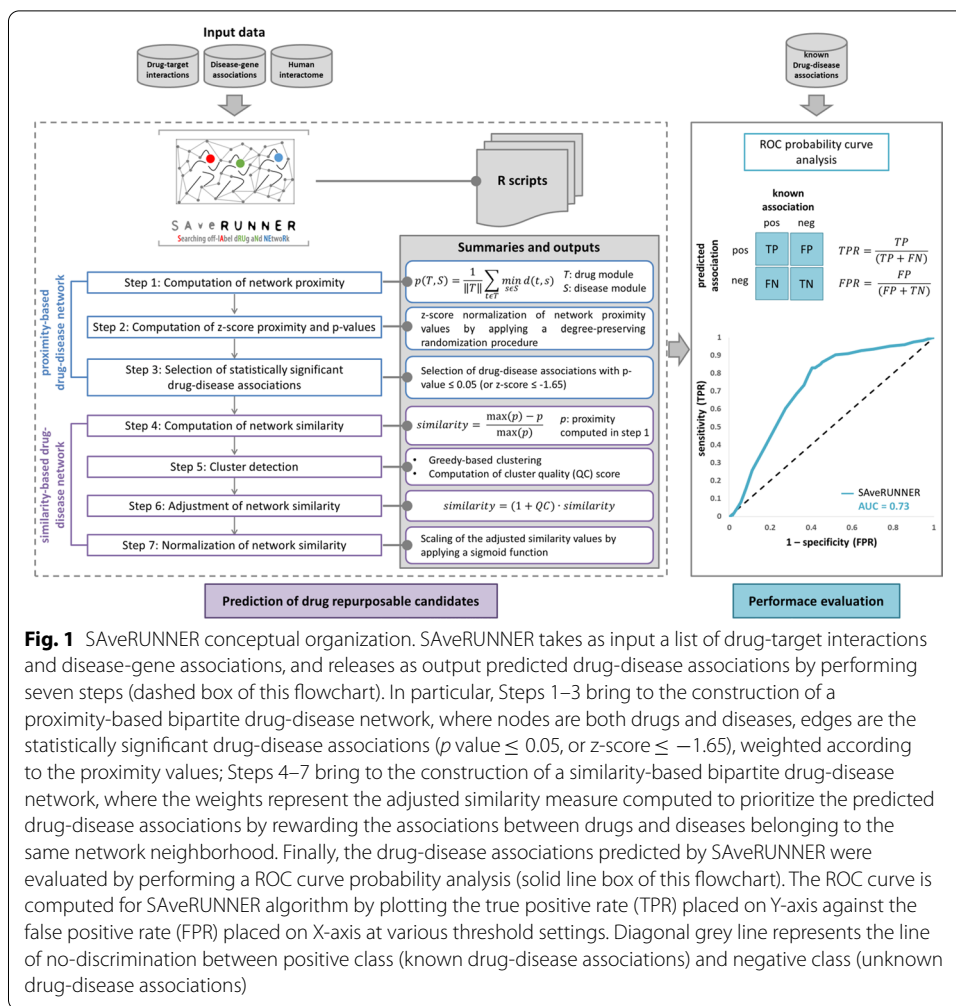 Input data
Drug-target interactions
Disease-gene associations
Human interactome
known Drug-disease associations
SAveRUNNER
Searching off-lAbel dRUg aNd NEtwoRk
R scripts
Summaries and outputs
proximity-based drug-disease network
Step 1: Computation of network proximity
p(T,S) = 1/‖T‖ ∑ t∈T min s∈S d(t,s)
T: drug module
S: disease module
Step 2: Computation of z-score proximity and p-values
z-score normalization of network proximity values by applying a degree-preserving randomization procedure
Step 3: Selection of statistically significant drug-disease associations
Selection of drug-disease associations with p-value ≤ 0.05 (or z-score ≤ -1.65)
similarity-based drug-disease network
Step 4: Computation of network similarity
similarity = max(p) − p / max(p)
p: proximity computed in step 1
Step 5: Cluster detection
• Greedy-based clustering
• Computation of cluster quality (QC) score
Step 6: Adjustment of network similarity
similarity = (1 + QC) · similarity
Step 7: Normalization of network similarity
Scaling of the adjusted similarity values by applying a sigmoid function
Prediction of drug repurposable candidates
ROC probability curve analysis
known association
pos neg
predicted association
pos TP FP
neg FN TN
TPR = TP / (TP + FN)
FPR = FP / (FP + TN)
sensitivity (TPR)
1
0.9
0.8
0.7
0.6
0.5
0.4
0.3
0.2
0.1
0
0 0.2 0.4 0.6 0.8 1
1 – specificity (FPR)
SAveRUNNER
AUC = 0.73
Performace evaluation
Fig. 1 SAveRUNNER conceptual organization. SAveRUNNER takes as input a list of drug-target interactions
and disease-gene associations, and releases as output predicted drug-disease associations by performing
seven steps (dashed box of this flowchart). In particular, Steps 1–3 bring to the construction of a
proximity-based bipartite drug-disease network, where nodes are both drugs and diseases, edges are the
statistically significant drug-disease associations (p value ≤ 0.05, or z-score ≤ −1.65), weighted according
to the proximity values; Steps 4–7 bring to the construction of a similarity-based bipartite drug-disease
network, where the weights represent the adjusted similarity measure computed to prioritize the predicted
drug-disease associations by rewarding the associations between drugs and diseases belonging to the
same network neighborhood. Finally, the drug-disease associations predicted by SAveRUNNER were
evaluated by performing a ROC curve probability analysis (solid line box of this flowchart). The ROC curve is
computed for SAveRUNNER algorithm by plotting the true positive rate (TPR) placed on Y-axis against the
false positive rate (FPR) placed on X-axis at various threshold settings. Diagonal grey line represents the line
of no-discrimination between positive class (known drug-disease associations) and negative class (unknown
drug-disease associations)